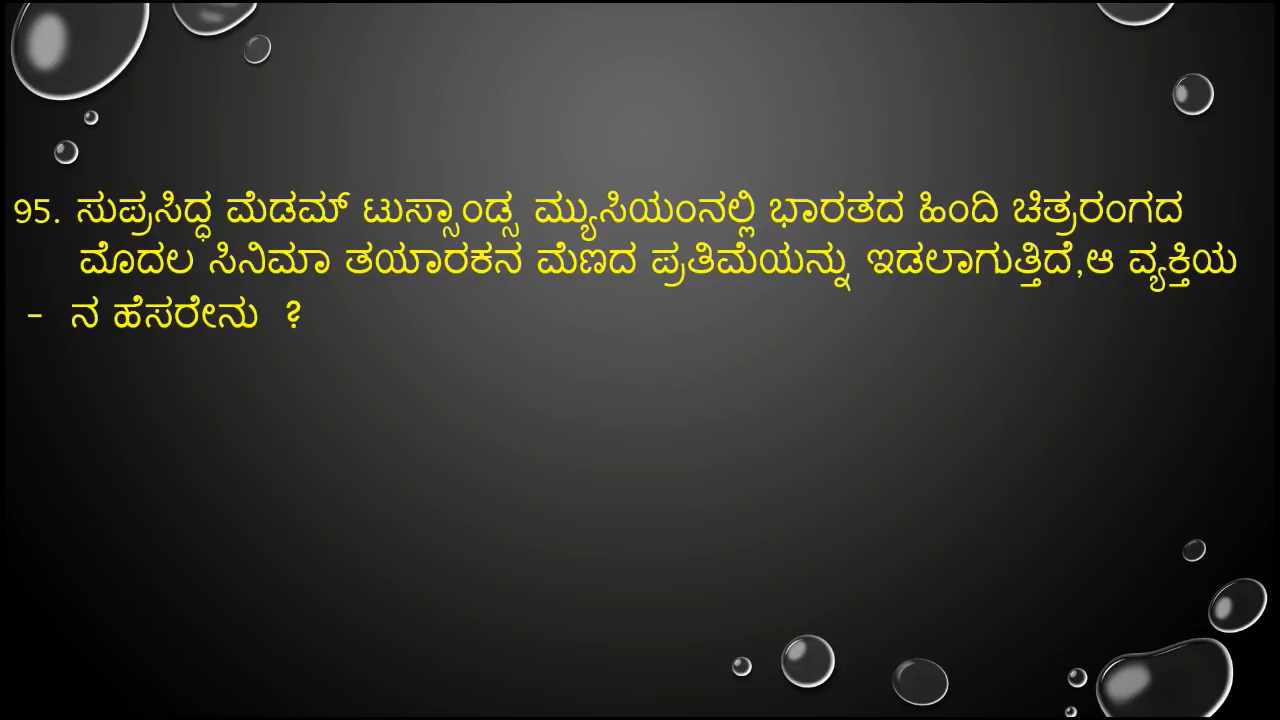 95. ಸುಪ್ರಸಿದ್ಧ ಮೆಡಮ್ ಟುಸ್ಸಾಂಡ್ಸ ಮ್ಯುಸಿಯಂನಲ್ಲಿ ಭಾರತದ ಹಿಂದಿ ಚಿತ್ರರಂಗದ
ಮೊದಲ ಸಿನಿಮಾ ತಯಾರಕನ ಮೆಣದ ಪ್ರತಿಮೆಯನ್ನು ಇಡಲಾಗುತ್ತಿದೆ,ಆ ವ್ಯಕ್ತಿಯ
- ನ ಹೆಸರೇನು ?